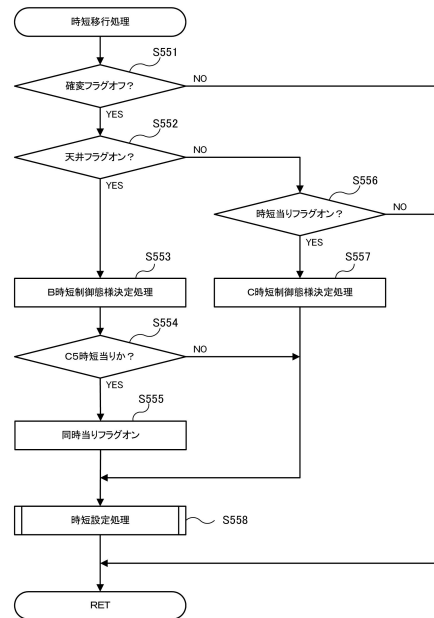 時短移行処理
S551
確変フラグオフ？
NO
YES
S552
天井フラグオン？
NO
YES
S556
時短当りフラグオン？
NO
YES
S553
B時短制御態様決定処理
S557
C時短制御態様決定処理
S554
C5時短当りか？
NO
YES
S555
同時当りフラグオン
時短設定処理
S558
RET